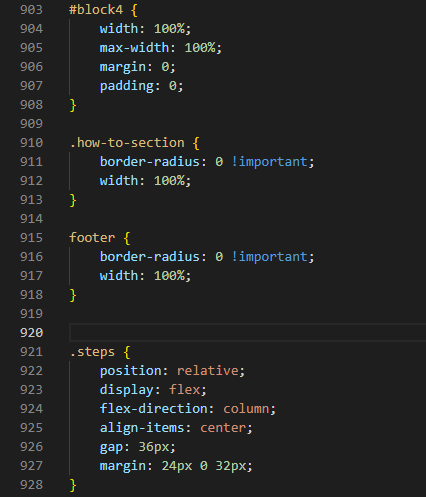 903 #block4 {
904     width: 100%;
905     max-width: 100%;
906     margin: 0;
907     padding: 0;
908 }
909
910 .how-to-section {
911     border-radius: 0 !important;
912     width: 100%;
913 }
914
915 footer {
916     border-radius: 0 !important;
917     width: 100%;
918 }
919
920
921 .steps {
922     position: relative;
923     display: flex;
924     flex-direction: column;
925     align-items: center;
926     gap: 36px;
927     margin: 24px 0 32px;
928 }